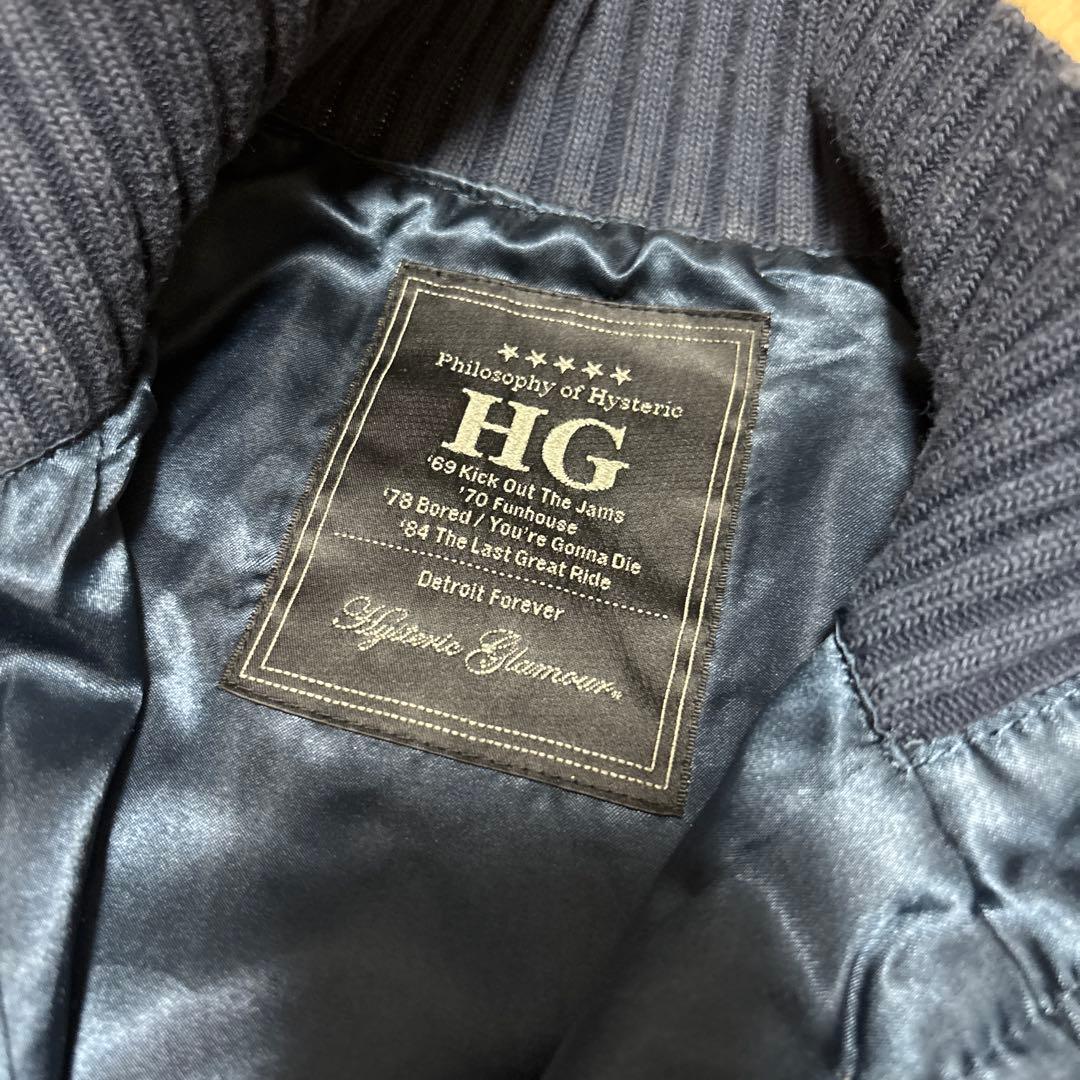 ★★★★★
Philosophy of Hysteric
HG
'69 Kick Out The Jams
'70 Funhouse
'78 Bored / You're Gonna Die
'84 The Last Great Ride
Detroit Forever
Hysteric Glamour